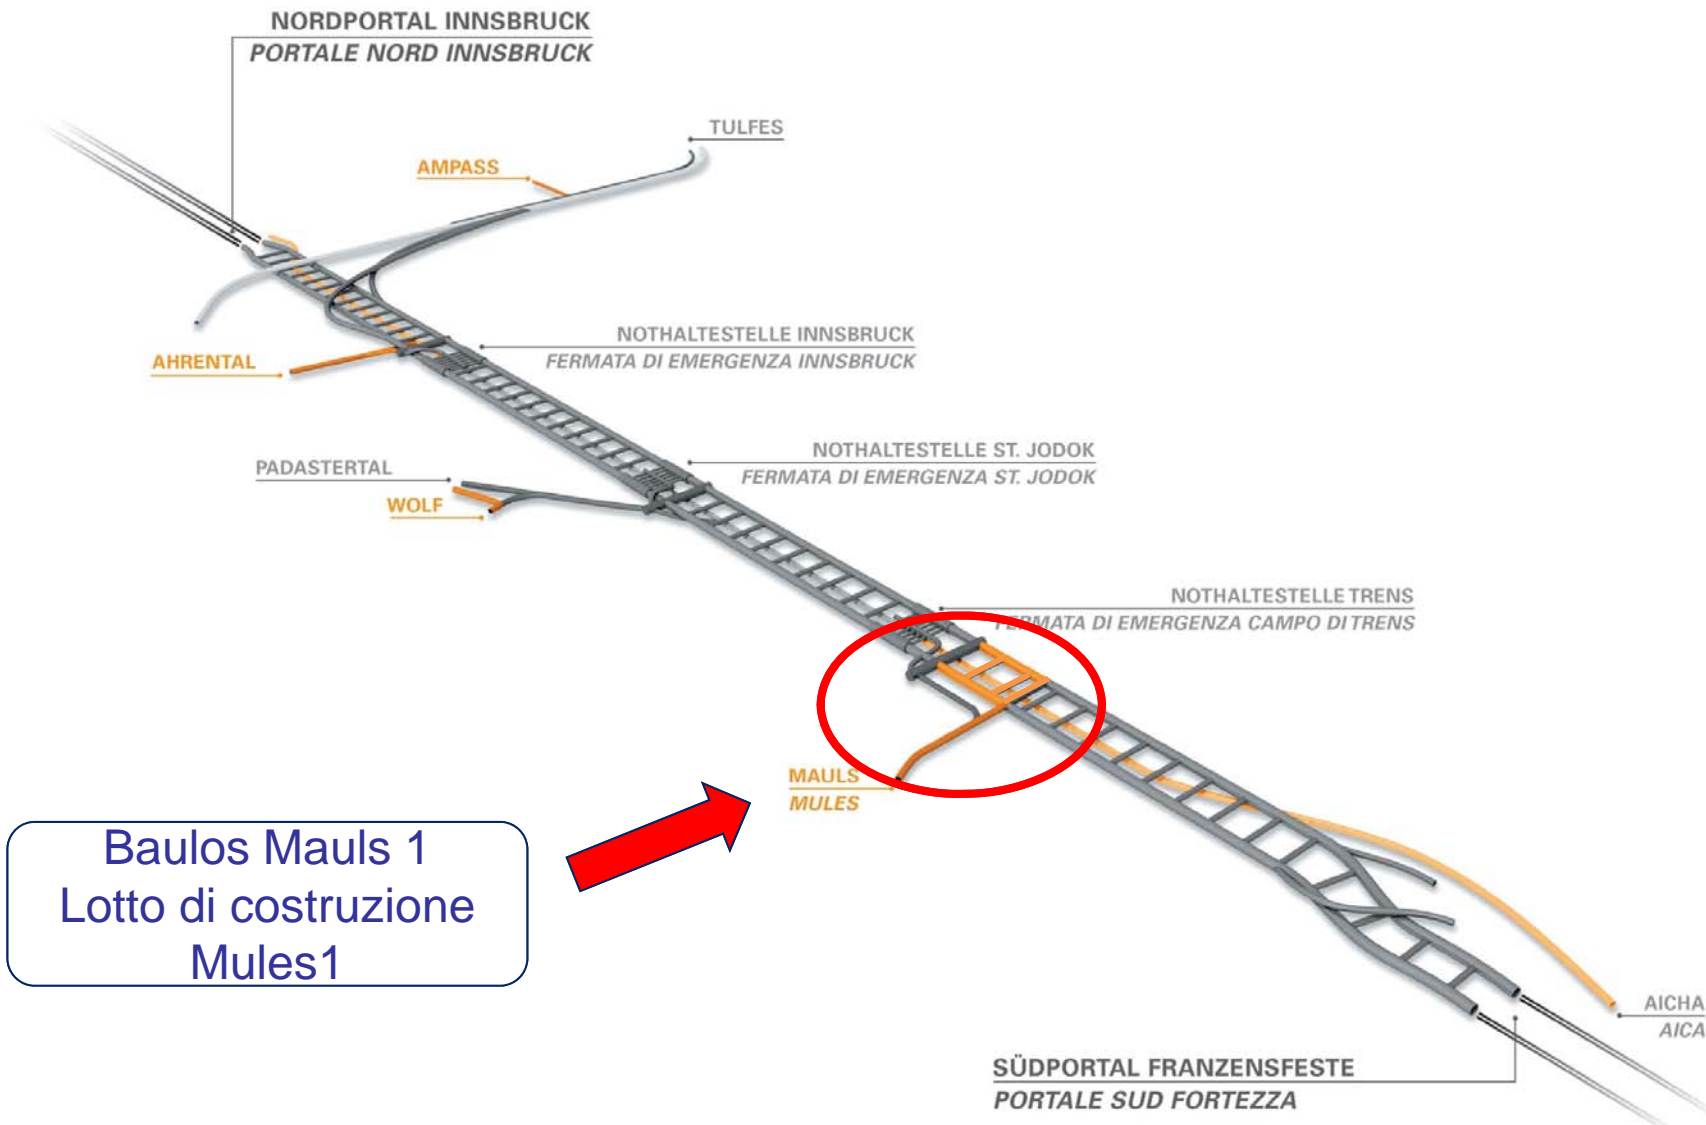 NORDPORTAL INNSBRUCK
PORTALE NORD INNSBRUCK
TULFES
AMPASS
NOTHALTESTELLE INNSBRUCK
FERMATA DI EMERGENZA INNSBRUCK
AHRENTAL
NOTHALTESTELLE ST. JODOK
FERMATA DI EMERGENZA ST. JODOK
PADASTERTAL
WOLF
NOTHALTESTELLE TRENS
FERMATA DI EMERGENZA CAMPO DI TRENS
MAULS
MULES
Baulos Mauls 1
Lotto di costruzione
Mules1
AICHA
AICA
SÜDPORTAL FRANZENSFESTE
PORTALE SUD FORTEZZA